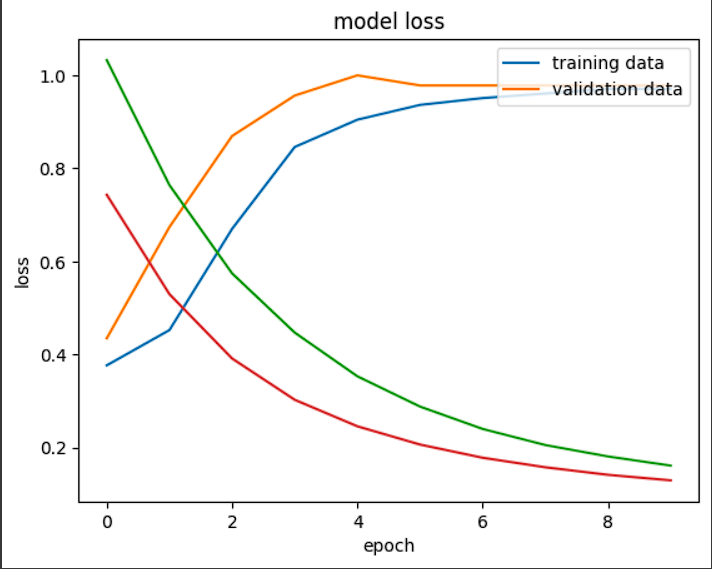 model loss
training data
validation data
1.0
0.8
0.6
0.4
0.2
loss
0 2 4 6 8
epoch